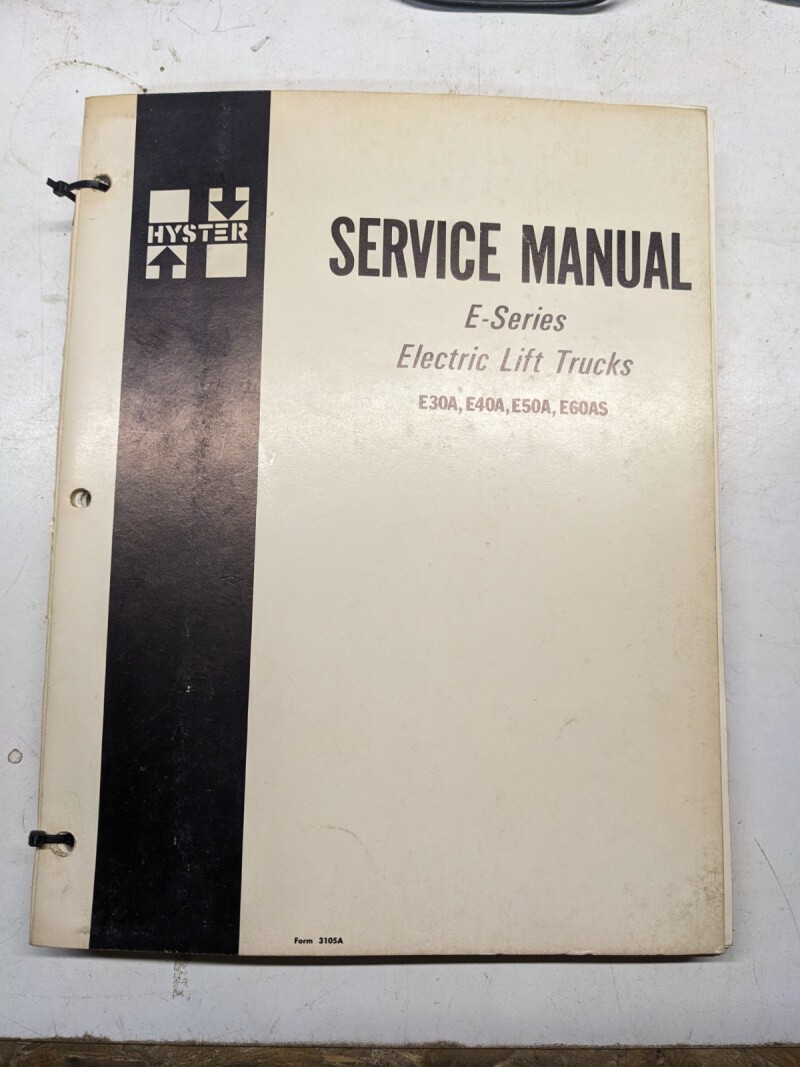 HYSTER
SERVICE MANUAL
E-Series
Electric Lift Trucks
E30A, E40A, E50A, E60AS
Form 3105A